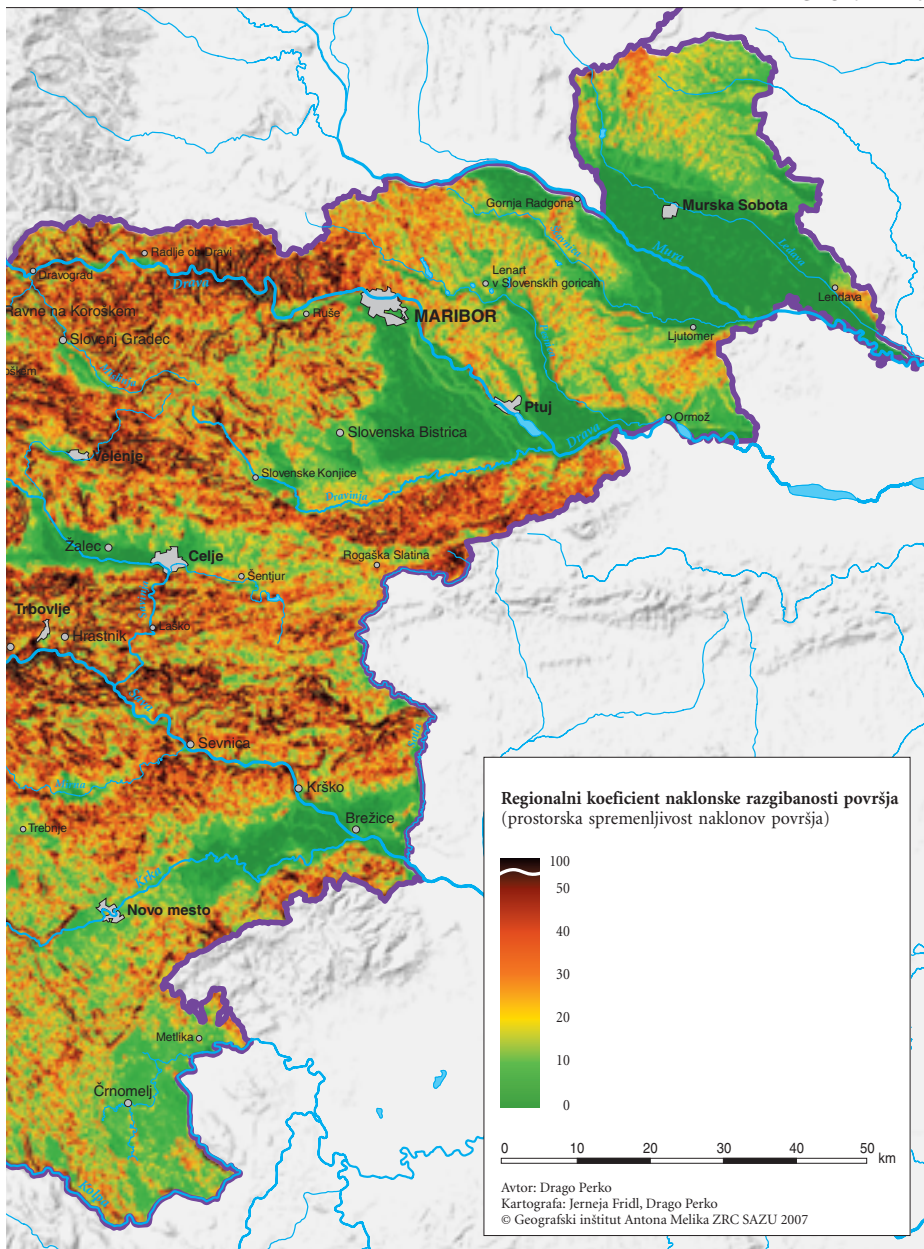 Gornja Radgona
Murska Sobota
Mura
Ledava
Radlje ob Dravi
Dravograd
Drava
Lenart
v Slovenskih goricah
Lendava
Ravne na Koroškem
Ruše
MARIBOR
Ljutomer
Slovenj Gradec
Ptuj
Ormož
Slovenska Bistrica
Drava
Velenje
Slovenske Konjice
Dravinja
Žalec
Celje
Rogaška Slatina
Šentjur
Trbovlje
Hrastnik
Laško
Sava
Sevnica
Krško
Brežice
Trebnje
Krka
Novo mesto
Metlika
Črnomelj
Kolpa
Regionalni koeficient naklonske razgibanosti površja
(prostorska spremenljivost naklonov površja)
100
50
40
30
20
10
0
0 10 20 30 40 50 km
Avtor: Drago Perko
Kartografa: Jerneja Fridl, Drago Perko
© Geografski inštitut Antona Melika ZRC SAZU 2007